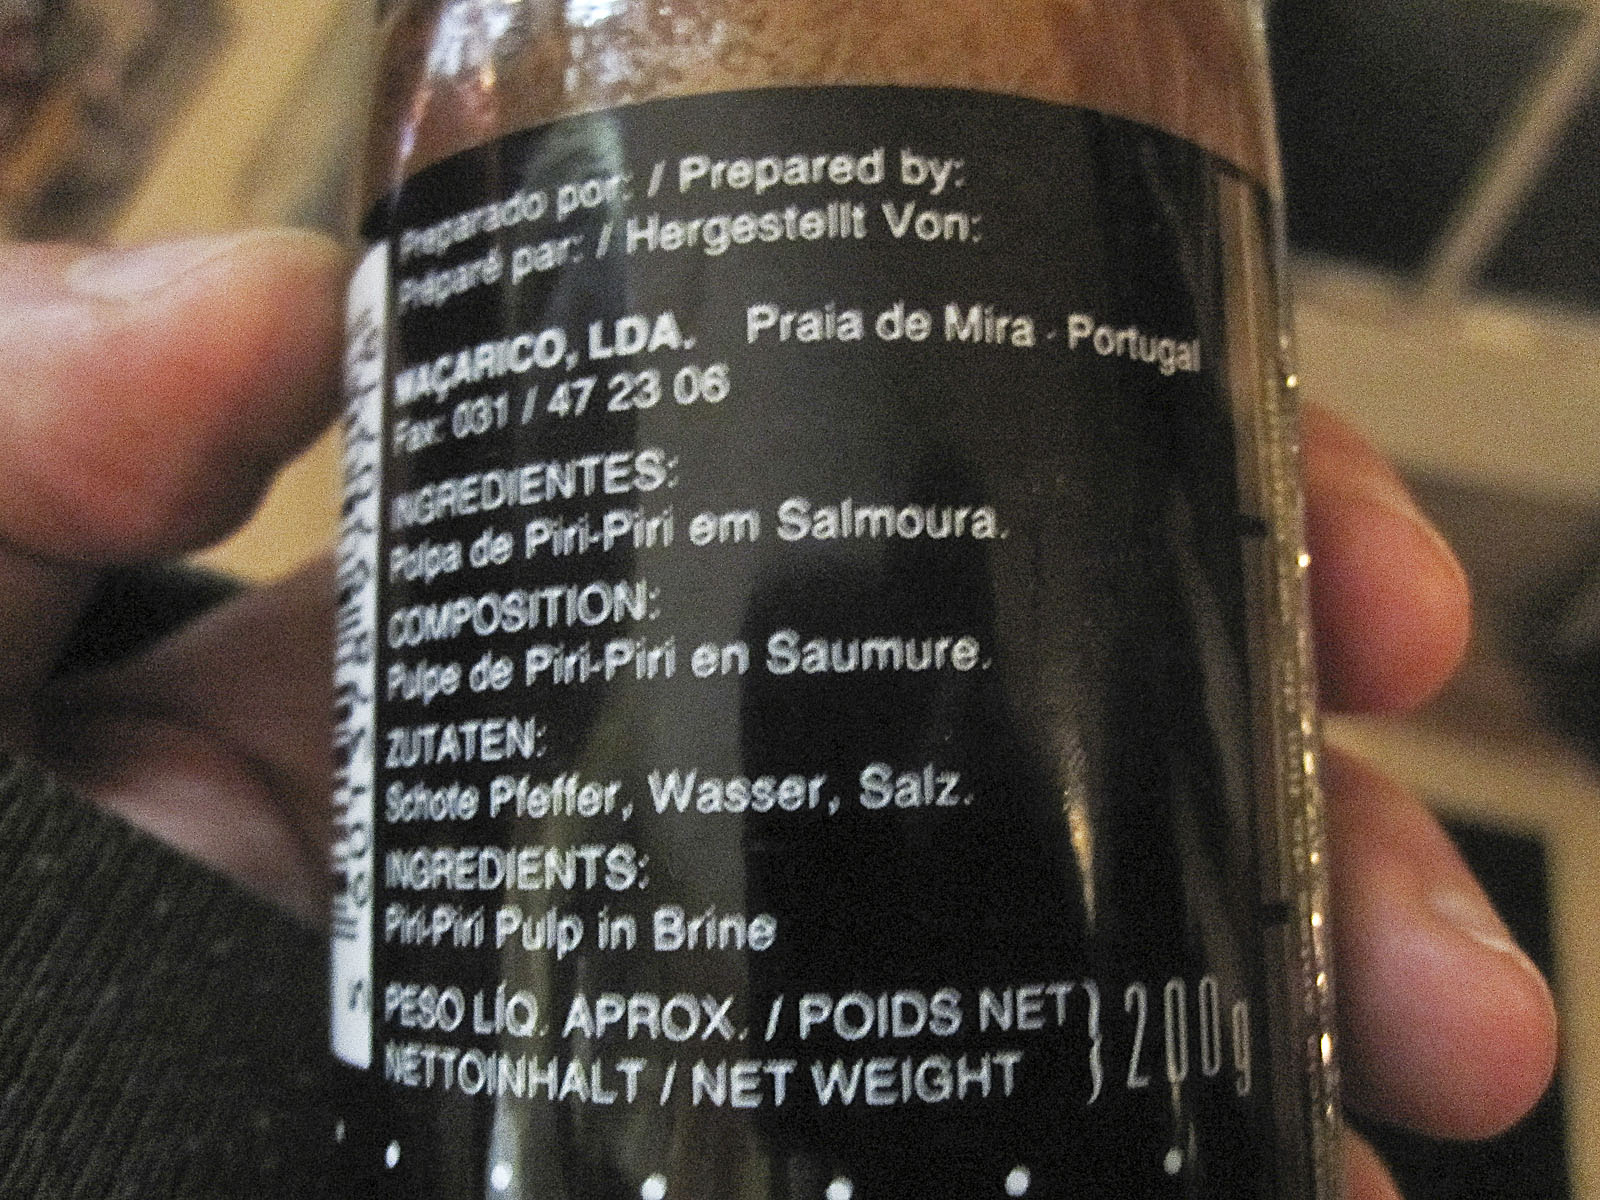 Preparado por: / Prepared by:
Préparé par: / Hergestellt Von:
MAÇARICO, LDA. Praia de Mira - Portugal
Fax: 031 / 47 23 06
INGREDIENTES:
Polpa de Piri-Piri em Salmoura.
COMPOSITION:
Pulpe de Piri-Piri en Saumure.
ZUTATEN:
Schote Pfeffer, Wasser, Salz.
INGREDIENTS:
Piri-Piri Pulp in Brine
PESO LÍQ. APROX. / POIDS NET } 200g
NETTOINHALT / NET WEIGHT